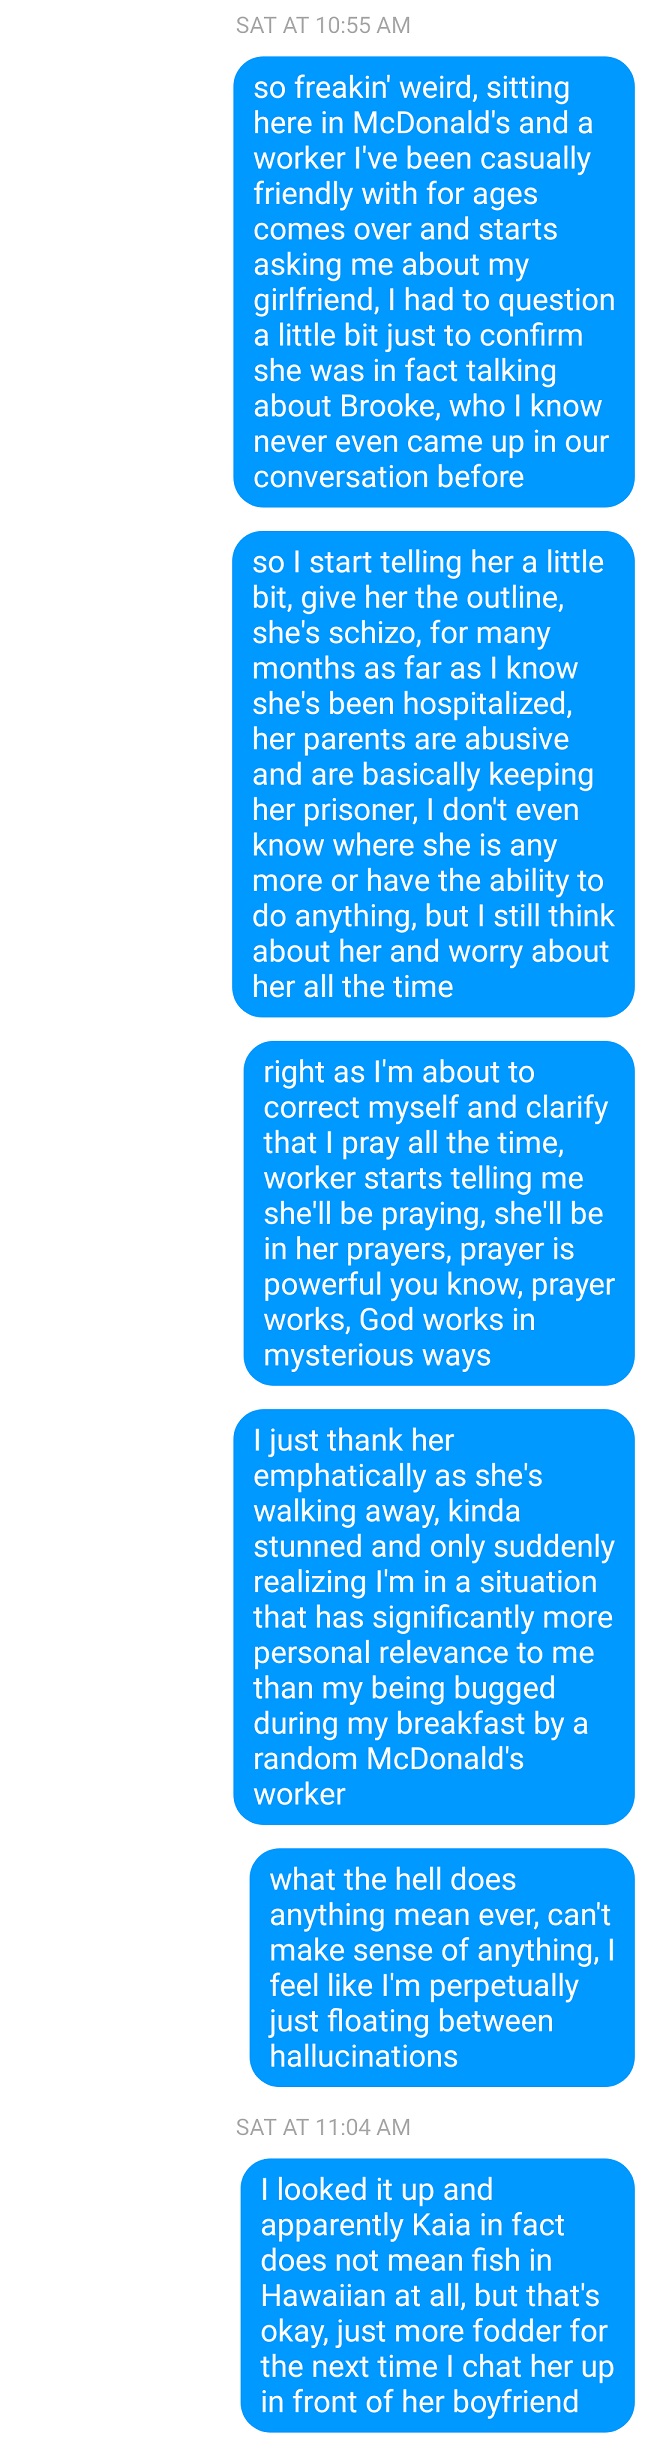 SAT AT 10:55 AM
so freakin' weird, sitting
here in McDonald's and a
worker I've been casually
friendly with for ages
comes over and starts
asking me about my
girlfriend, I had to question
a little bit just to confirm
she was in fact talking
about Brooke, who I know
never even came up in our
conversation before
so I start telling her a little
bit, give her the outline,
she's schizo, for many
months as far as I know
she's been hospitalized,
her parents are abusive
and are basically keeping
her prisoner, I don't even
know where she is any
more or have the ability to
do anything, but I still think
about her and worry about
her all the time
right as I'm about to
correct myself and clarify
that I pray all the time,
worker starts telling me
she'll be praying, she'll be
in her prayers, prayer is
powerful you know, prayer
works, God works in
mysterious ways
I just thank her
emphatically as she's
walking away, kinda
stunned and only suddenly
realizing I'm in a situation
that has significantly more
personal relevance to me
than my being bugged
during my breakfast by a
random McDonald's
worker
what the hell does
anything mean ever, can't
make sense of anything, I
feel like I'm perpetually
just floating between
hallucinations
SAT AT 11:04 AM
I looked it up and
apparently Kaia in fact
does not mean fish in
Hawaiian at all, but that's
okay, just more fodder for
the next time I chat her up
in front of her boyfriend